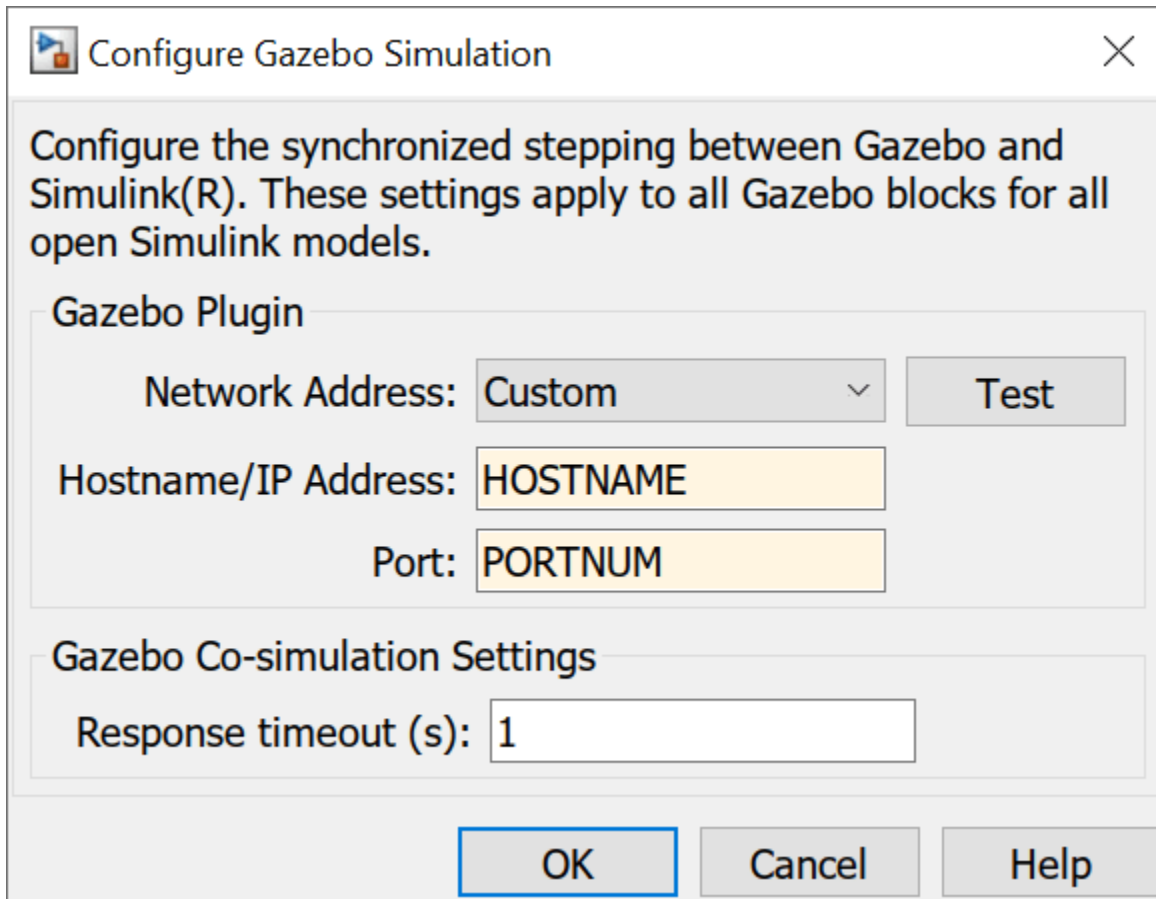 Configure Gazebo Simulation
Configure the synchronized stepping between Gazebo and
Simulink(R). These settings apply to all Gazebo blocks for all
open Simulink models.
Gazebo Plugin
Network Address: Custom Test
Hostname/IP Address: HOSTNAME
Port: PORTNUM
Gazebo Co-simulation Settings
Response timeout (s): 1
OK Cancel Help